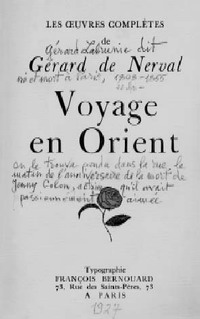 LES ŒUVRES COMPLÈTES
de
Gérard Labrunie dit
Gérard de Nerval
né et mort à Paris, 1808-1855
Voyage
en Orient
on le trouva pendu dans la rue, le
matin de l'anniversaire de la mort de
Jenny Colon, qu'il avait
aimée
Typographie
FRANÇOIS BERNOUARD
73, Rue des Saints-Pères, 73
A PARIS
1927